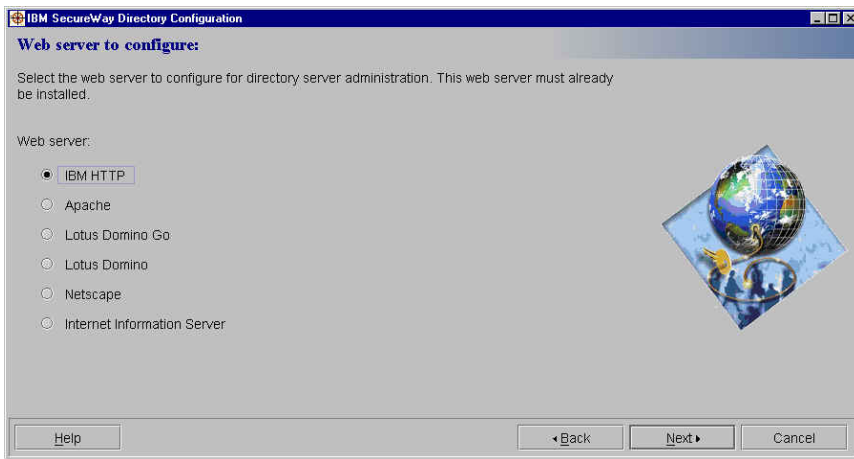 IBM SecureWay Directory Configuration
Web server to configure:
Select the web server to configure for directory server administration. This web server must already
be installed.
Web server:
IBM HTTP
Apache
Lotus Domino Go
Lotus Domino
Netscape
Internet Information Server
Help
Back
Next
Cancel